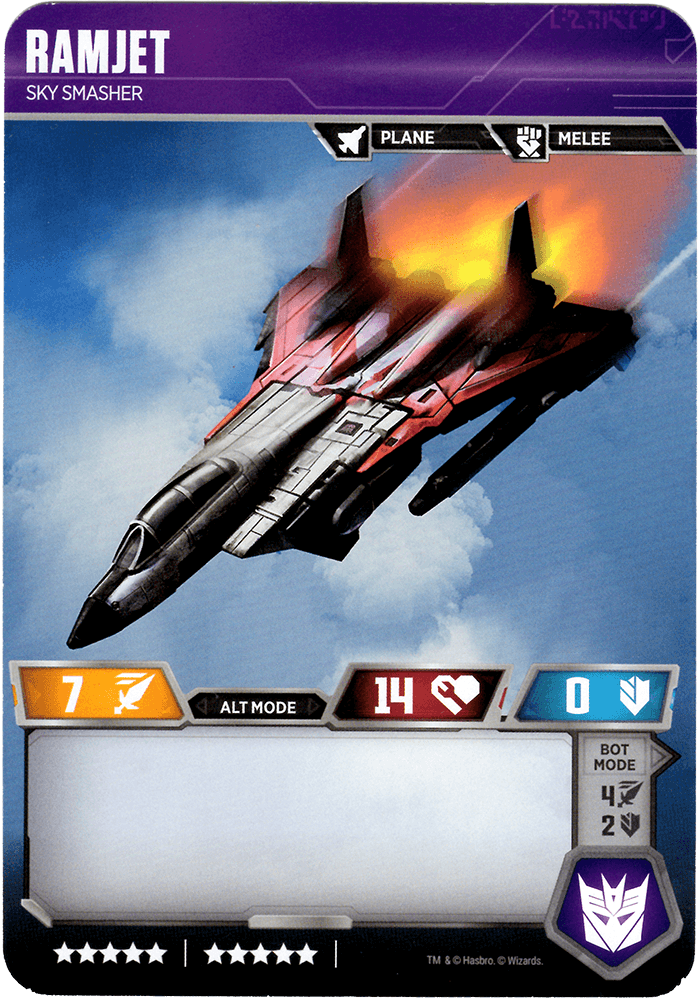 RAMJET
SKY SMASHER
PLANE
MELEE
7
ALT MODE
14
0
BOT
MODE
4
2
TM & © Hasbro. © Wizards.